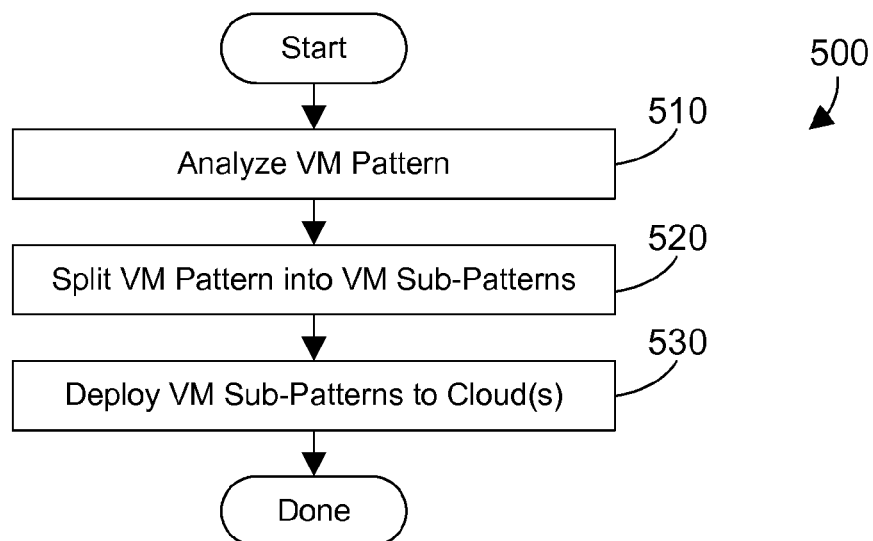 Start
500
510
Analyze VM Pattern
520
Split VM Pattern into VM Sub-Patterns
530
Deploy VM Sub-Patterns to Cloud(s)
Done